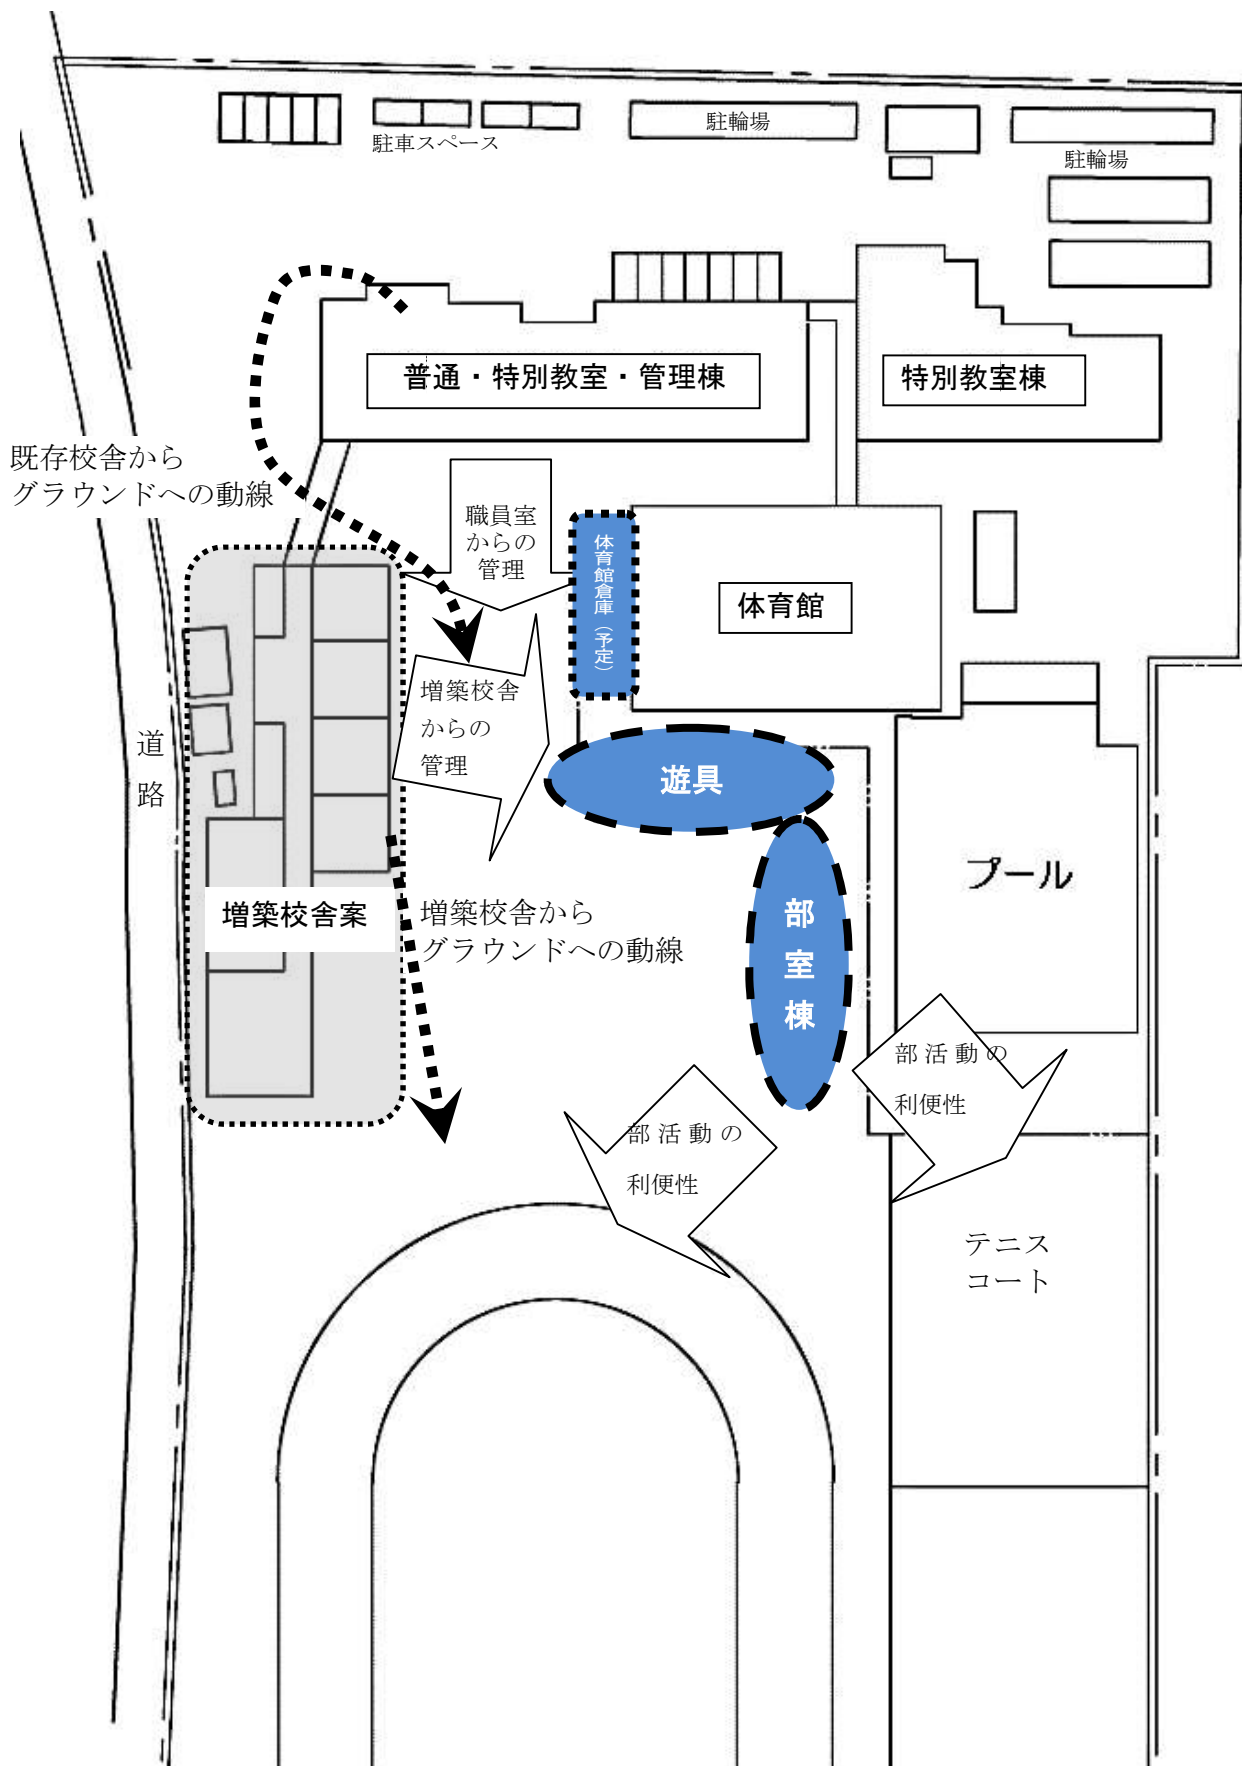 駐車スペース
駐輪場
駐輪場
普通・特別教室・管理棟
特別教室棟
既存校舎から
グラウンドへの動線
職員室
からの
管理
体育館倉庫（予定）
体育館
増築校舎
からの
管理
道
路
遊具
プール
増築校舎案
増築校舎から
グラウンドへの動線
部
室
棟
部活動の
利便性
部活動の
利便性
テニス
コート